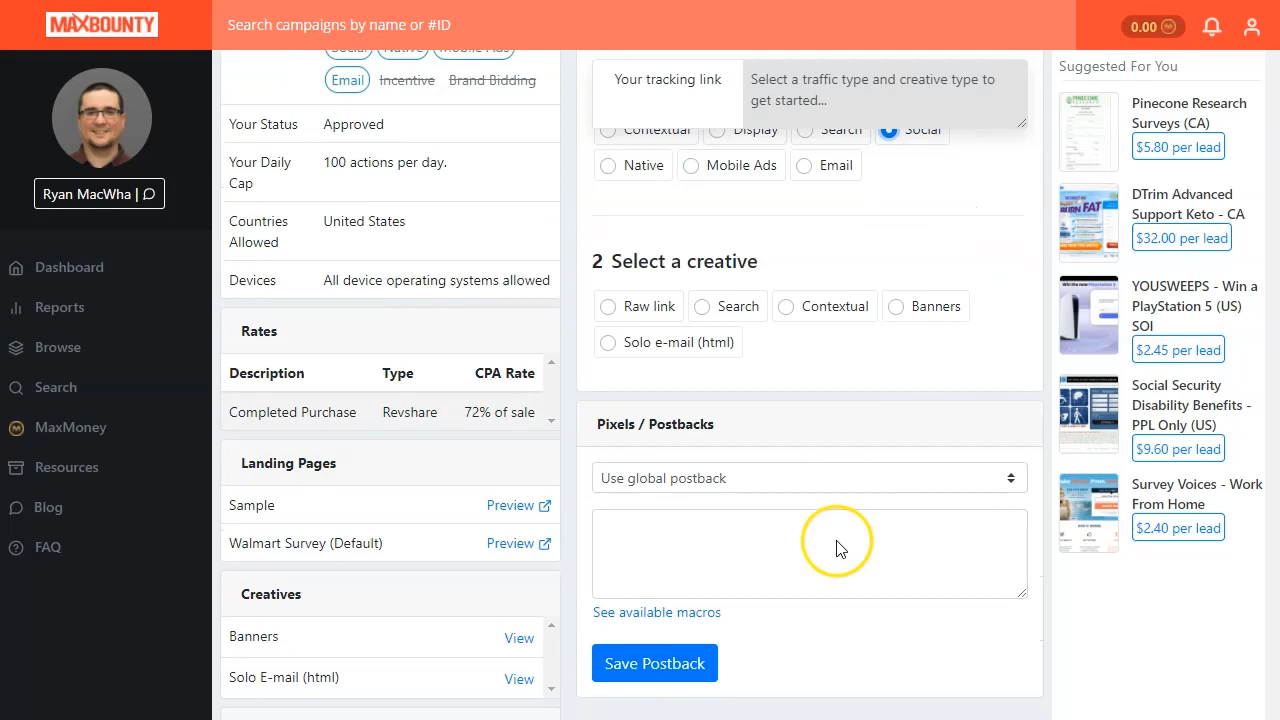 MAXBOUNTY
Search campaigns by name or #ID
0.00
Ryan MacWha |
Dashboard
Reports
Browse
Search
MaxMoney
Resources
Blog
FAQ
Social
Native
Mobile Ads
Email
Incentive
Brand Bidding
Your Status
Your Daily
Cap
100 actions per day.
Countries
Allowed
Devices
All desktop operating systems allowed
Rates
Description
Type
CPA Rate
Completed Purchase
Revshare
72% of sale
Landing Pages
Sample
Preview
Walmart Survey
Preview
Creatives
Banners
View
Solo E-mail (html)
View
Your tracking link
Select a traffic type and creative type to
get started...
Contextual
Display
Search
Social
Mobile Ads
Email
2 Select a creative
Raw url
Search
Contextual
Banners
Solo e-mail (html)
Pixels / Postbacks
Use global postback
See available macros
Save Postback
Suggested For You
Pinecone Research
Surveys (CA)
$5.80 per lead
DTrim Advanced
Support Keto - CA
$32.00 per lead
YOUSWEEPS - Win a
PlayStation 5 (US)
SOI
$2.45 per lead
Social Security
Disability Benefits -
PPL Only (US)
$9.60 per lead
Survey Voices - Work
From Home
$2.40 per lead